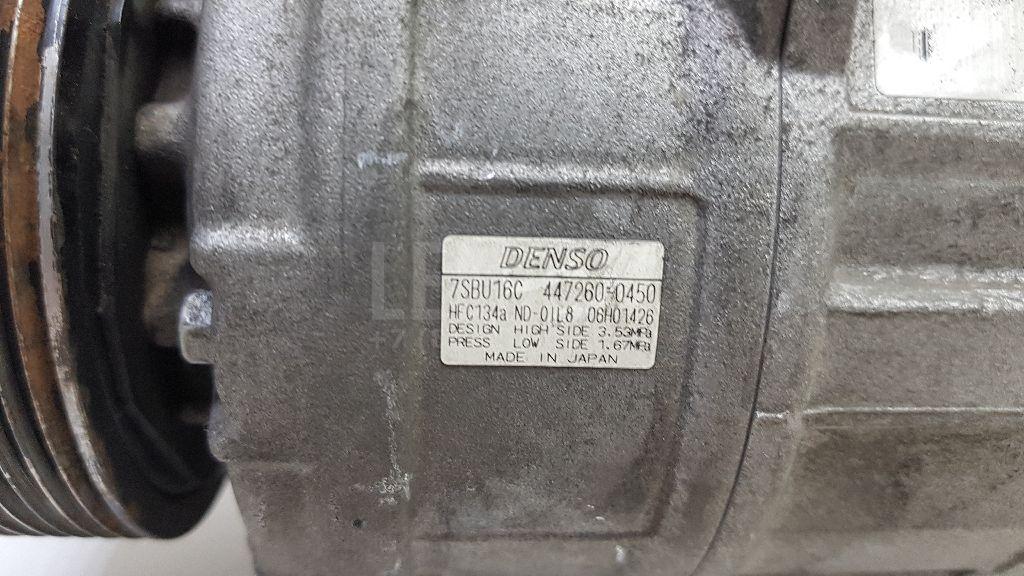 DENSO
7SBU16C 447260-0450
HFC134a ND-OIL8 06H01426
DESIGN HIGH SIDE 3.53MPa
PRESS LOW SIDE 1.67MPa
MADE IN JAPAN